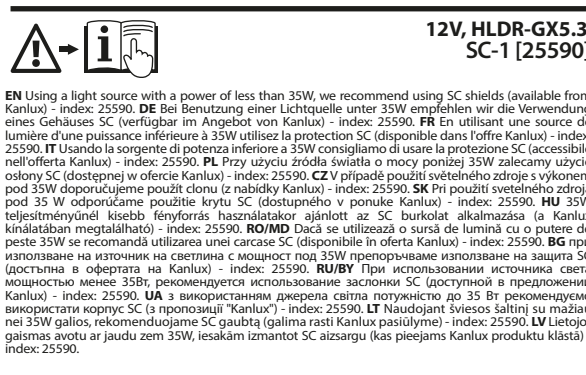 12V, HLDR-GX5.3
SC-1 [25590]
EN Using a light source with a power of less than 35W, we recommend using SC shields (available from
Kanlux) - index: 25590. DE Bei Benutzung einer Lichtquelle unter 35W empfehlen wir die Verwendung
eines Gehäuses SC (verfügbar im Angebot von Kanlux) - index: 25590. FR En utilisant une source de
lumière d'une puissance inférieure à 35W utilisez la protection SC (disponible dans l'offre Kanlux) - index:
25590. IT Usando la sorgente di potenza inferiore a 35W consigliamo di usare la protezione SC (accessibile
nell'offerta Kanlux) - index: 25590. PL Przy użyciu źródła światła o mocy poniżej 35W zalecamy użycie
osłony SC (dostępnej w ofercie Kanlux) - index: 25590. CZ V případě použití světelného zdroje s výkonem
pod 35W doporučujeme použít clonu (z nabídky Kanlux) - index: 25590. SK Pri použití svetelného zdroja
pod 35 W odporúčame použitie krytu SC (dostupného v ponuke Kanlux) - index: 25590. HU 35W
teljesítményűnél kisebb fényforrás használatakor ajánlott az SC burkolat alkalmazása (a Kanlux
kínálatában megtalálható) - index: 25590. RO/MD Dacă se utilizează o sursă de lumină cu o putere de
peste 35W se recomandă utilizarea unei carcase SC (disponibile în oferta Kanlux) - index: 25590. BG при
използване на източник на светлина с мощност под 35W препоръчваме използване на защита SC
(достъпна в офертата на Kanlux) - index: 25590. RU/BY При использовании источника света
мощностью менее 35Вт, рекомендуется использование заслонки SC (доступной в предложении
Kanlux) - index: 25590. UA з використанням джерела світла потужністю до 35 Вт рекомендуємо
використати корпус SC (з пропозиції "Kanlux") - index: 25590. LT Naudojant šviesos šaltinį su mažiau
nei 35W galios, rekomenduojame SC gaubtą (galima rasti Kanlux pasiūlyme) - index: 25590. LV Lietojot
gaismas avotu ar jaudu zem 35W, iesakām izmantot SC aizsargu (kas pieejams Kanlux produktu klāstā) -
index: 25590.